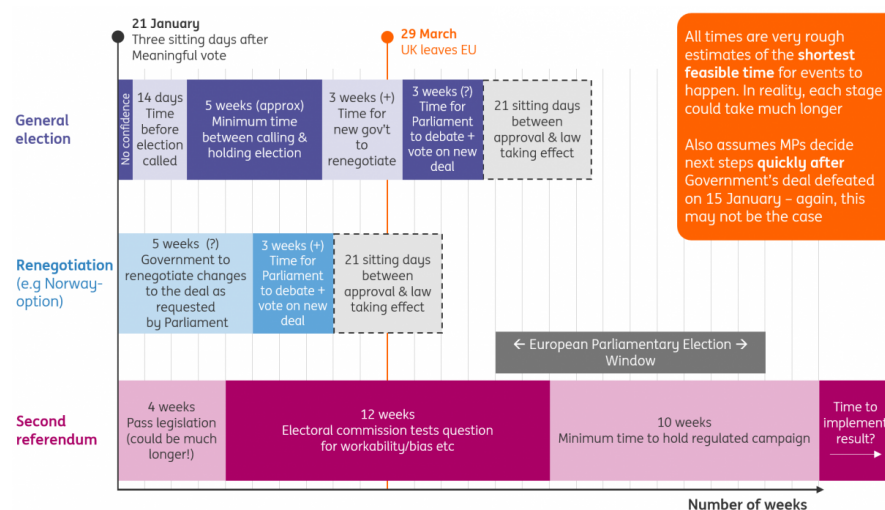 21 January
Three sitting days after
Meaningful vote
29 March
UK leaves EU
All times are very rough
estimates of the shortest
feasible time for events to
happen. In reality, each stage
could take much longer
Also assumes MPs decide
next steps quickly after
Government's deal defeated
on 15 January – again, this
may not be the case
General
election
No confidence
14 days
Time
before
election
called
5 weeks (approx)
Minimum time
between calling &
holding election
3 weeks (+)
Time for
new gov't
to
renegotiate
3 weeks (?)
Time for
Parliament
to debate +
vote on new
deal
21 sitting days
between
approval & law
taking effect
Renegotiation
(e.g Norway-
option)
5 weeks (?)
Government to
renegotiate changes
to the deal as
requested
by Parliament
3 weeks (+)
Time for
Parliament
to debate +
vote on new
deal
21 sitting days
between
approval & law
taking effect
← European Parliamentary Election →
Window
Second
referendum
4 weeks
Pass legislation
(could be much
longer!)
12 weeks
Electoral commission tests question
for workability/bias etc
10 weeks
Minimum time to hold regulated campaign
Time to
implement
result?
Number of weeks